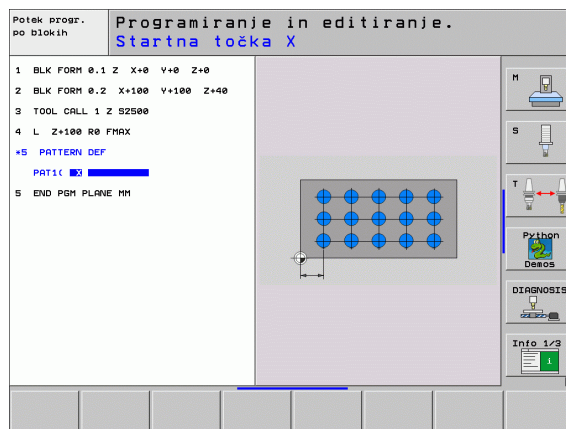 Potek progr.
po blokih
Programiranje in editiranje.
Startna točka X
1 BLK FORM 0.1 Z X+0 Y+0 Z+0
2 BLK FORM 0.2 X+100 Y+100 Z+40
3 TOOL CALL 1 Z S2500
4 L Z+100 R0 FMAX
*5 PATTERN DEF
PAT1( X
5 END PGM PLANE MM
M
S
T
Python
Demos
DIAGNOSIS
Info 1/3
i